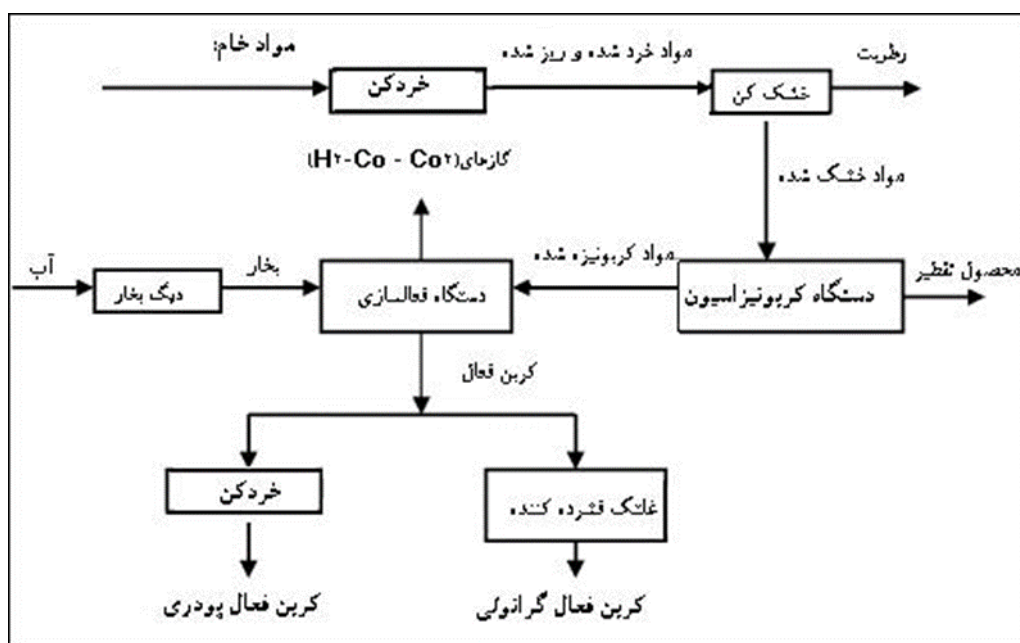 مواد خام:
خردکن
مواد خرد شده و ریز شده
خشک کن
رطوبت
گازهای(H۲-Co - Co۲)
مواد خشک شده
آب
دیگ بخار
بخار
دستگاه فعالسازی
مواد کربونیزه شده
دستگاه کربونیزاسیون
محصول تقطیر
کربن فعال
خردکن
غلتک فشرده کننده
کربن فعال پودری
کربن فعال گرانولی